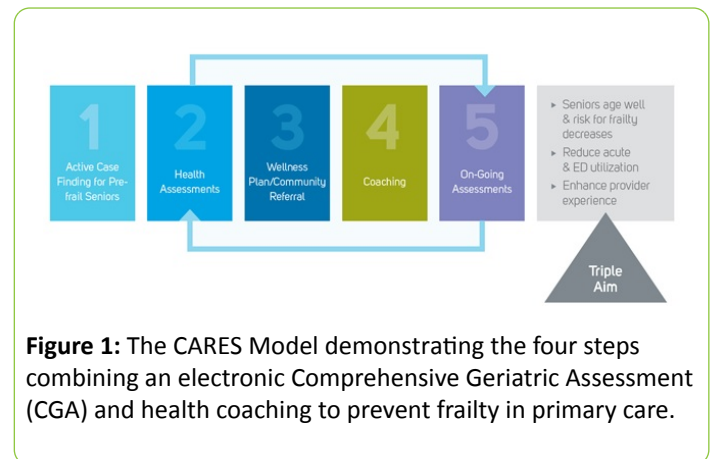 1
Active Case
Finding for Pre-
frail Seniors
2
Health
Assessments
3
Wellness
Plan/Community
Referral
4
Coaching
5
On-Going
Assessments
▸ Seniors age well
& risk for frailty
decreases
▸ Reduce acute
& ED utilization
▸ Enhance provider
experience
Triple
Aim
Figure 1: The CARES Model demonstrating the four steps
combining an electronic Comprehensive Geriatric Assessment
(CGA) and health coaching to prevent frailty in primary care.